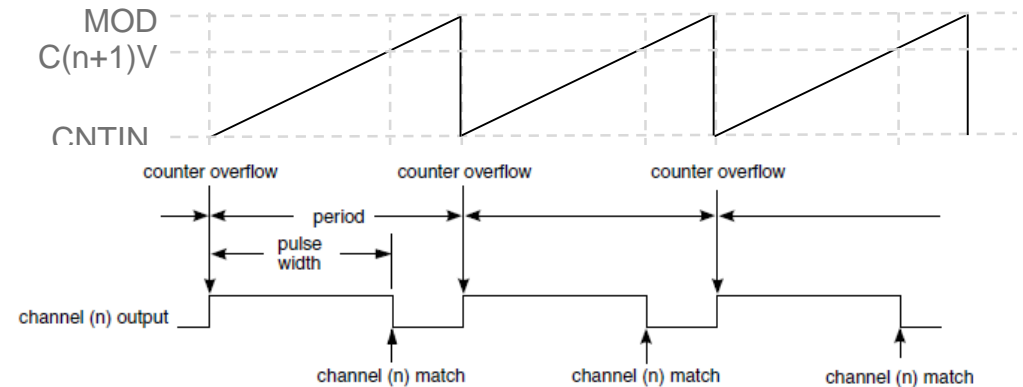 MOD
C(n+1)V
CNTIN
counter overflow counter overflow counter overflow
period
pulse
width
channel (n) output
channel (n) match channel (n) match channel (n) match